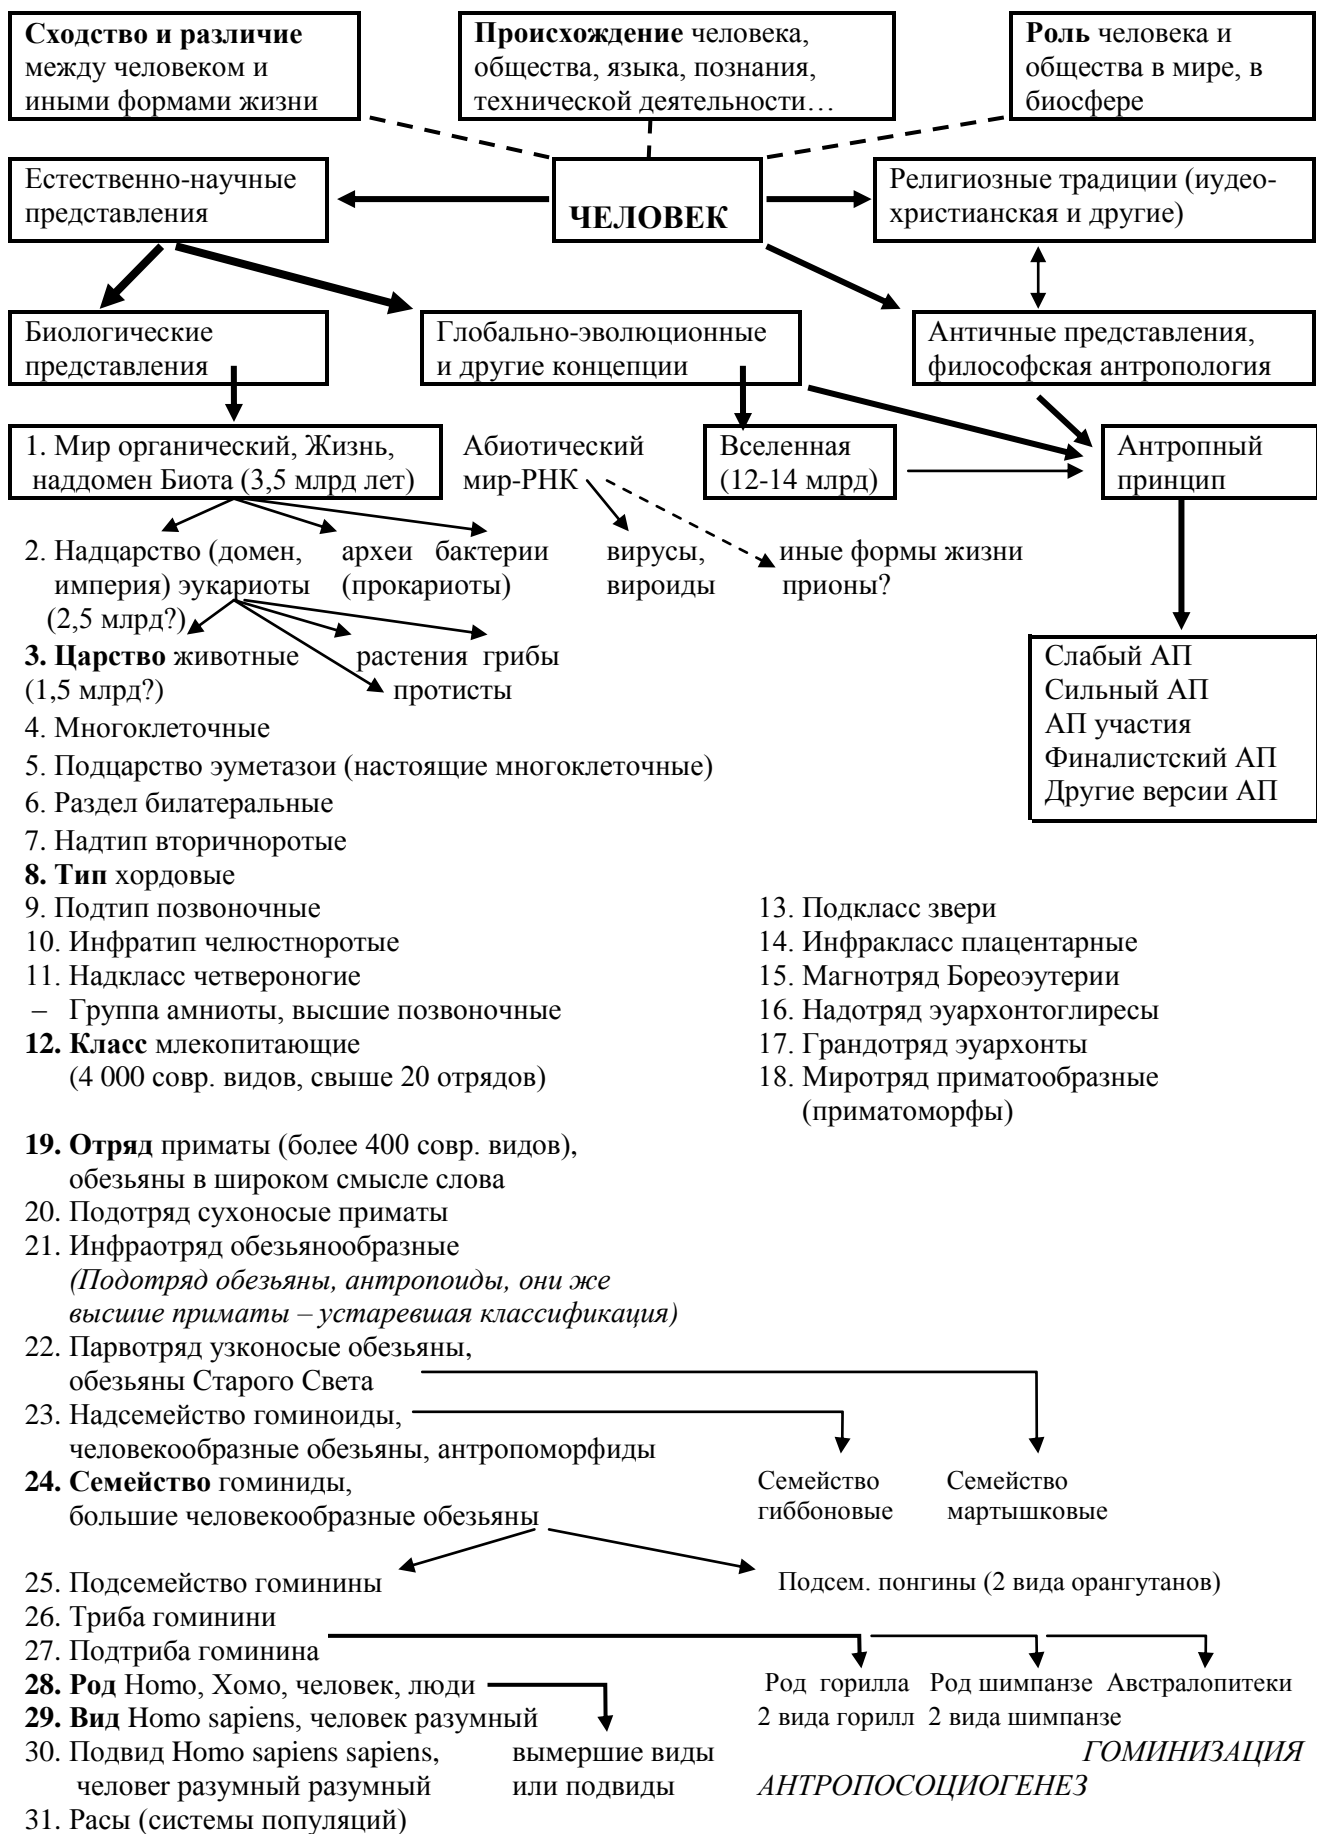 Сходство и различие
между человеком и
иными формами жизни
Происхождение человека,
общества, языка, познания,
технической деятельности…
Роль человека и
общества в мире, в
биосфере
Естественно-научные
представления
ЧЕЛОВЕК
Религиозные традиции (иудео-
христианская и другие)
Биологические
представления
Глобально-эволюционные
и другие концепции
Античные представления,
философская антропология
1. Мир органический, Жизнь,
наддомен Биота (3,5 млрд лет)
Абиотический
мир-РНК
Вселенная
(12-14 млрд)
Антропный
принцип
2. Надцарство (домен,
империя) эукариоты
(2,5 млрд?)
археи бактерии
(прокариоты)
вирусы,
вироиды
иные формы жизни
прионы?
3. Царство животные
(1,5 млрд?)
растения грибы
протисты
Слабый АП
Сильный АП
АП участия
Финалистский АП
Другие версии АП
4. Многоклеточные
5. Подцарство эуметазои (настоящие многоклеточные)
6. Раздел билатеральные
7. Надтип вторичноротые
8. Тип хордовые
9. Подтип позвоночные
10. Инфратип челюстноротые
11. Надкласс четвероногие
– Группа амниоты, высшие позвоночные
12. Класс млекопитающие
(4 000 совр. видов, свыше 20 отрядов)
13. Подкласс звери
14. Инфракласс плацентарные
15. Магнотряд Бореоэутерии
16. Надотряд эуархонтоглиресы
17. Грандотряд эуархонты
18. Миротряд приматообразные
(приматоморфы)
19. Отряд приматы (более 400 совр. видов),
обезьяны в широком смысле слова
20. Подотряд сухоносые приматы
21. Инфраотряд обезьянообразные
(Подотряд обезьяны, антропоиды, они же
высшие приматы – устаревшая классификация)
22. Парвотряд узконосые обезьяны,
обезьяны Старого Света
23. Надсемейство гоминоиды,
человекообразные обезьяны, антропоморфиды
24. Семейство гоминиды,
большие человекообразные обезьяны
Семейство
гиббоновые
Семейство
мартышковые
25. Подсемейство гоминины
Подсем. понгины (2 вида орангутанов)
26. Триба гоминини
27. Подтриба гоминина
28. Род Homo, Хомо, человек, люди
29. Вид Homo sapiens, человек разумный
30. Подвид Homo sapiens sapiens,
человеr разумный разумный
31. Расы (системы популяций)
вымершие виды
или подвиды
Род горилла
2 вида горилл
Род шимпанзе
2 вида шимпанзе
Австралопитеки
ГОМИНИЗАЦИЯ
АНТРОПОСОЦИОГЕНЕЗ